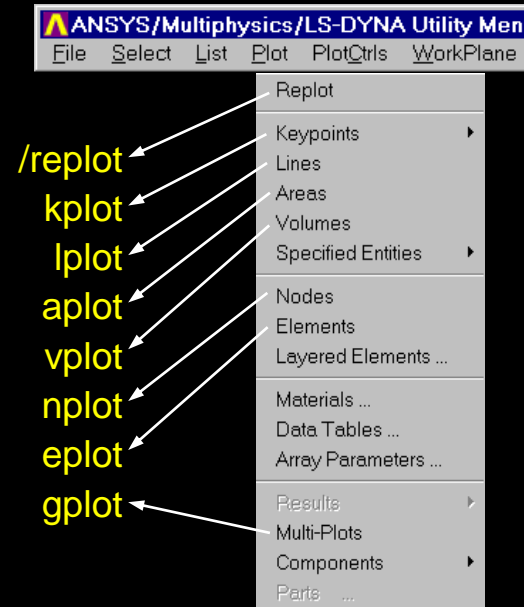 ANSYS/Multiphysics/LS-DYNA Utility Men
File Select List Plot PlotCtrls WorkPlane
Replot
/replot
Keypoints
kplot
Lines
lplot
Areas
aplot
Volumes
vplot
Specified Entities
Nodes
nplot
Elements
eplot
Layered Elements ...
Materials ...
Data Tables ...
Array Parameters ...
Results
gplot
Multi-Plots
Components
Parts ...